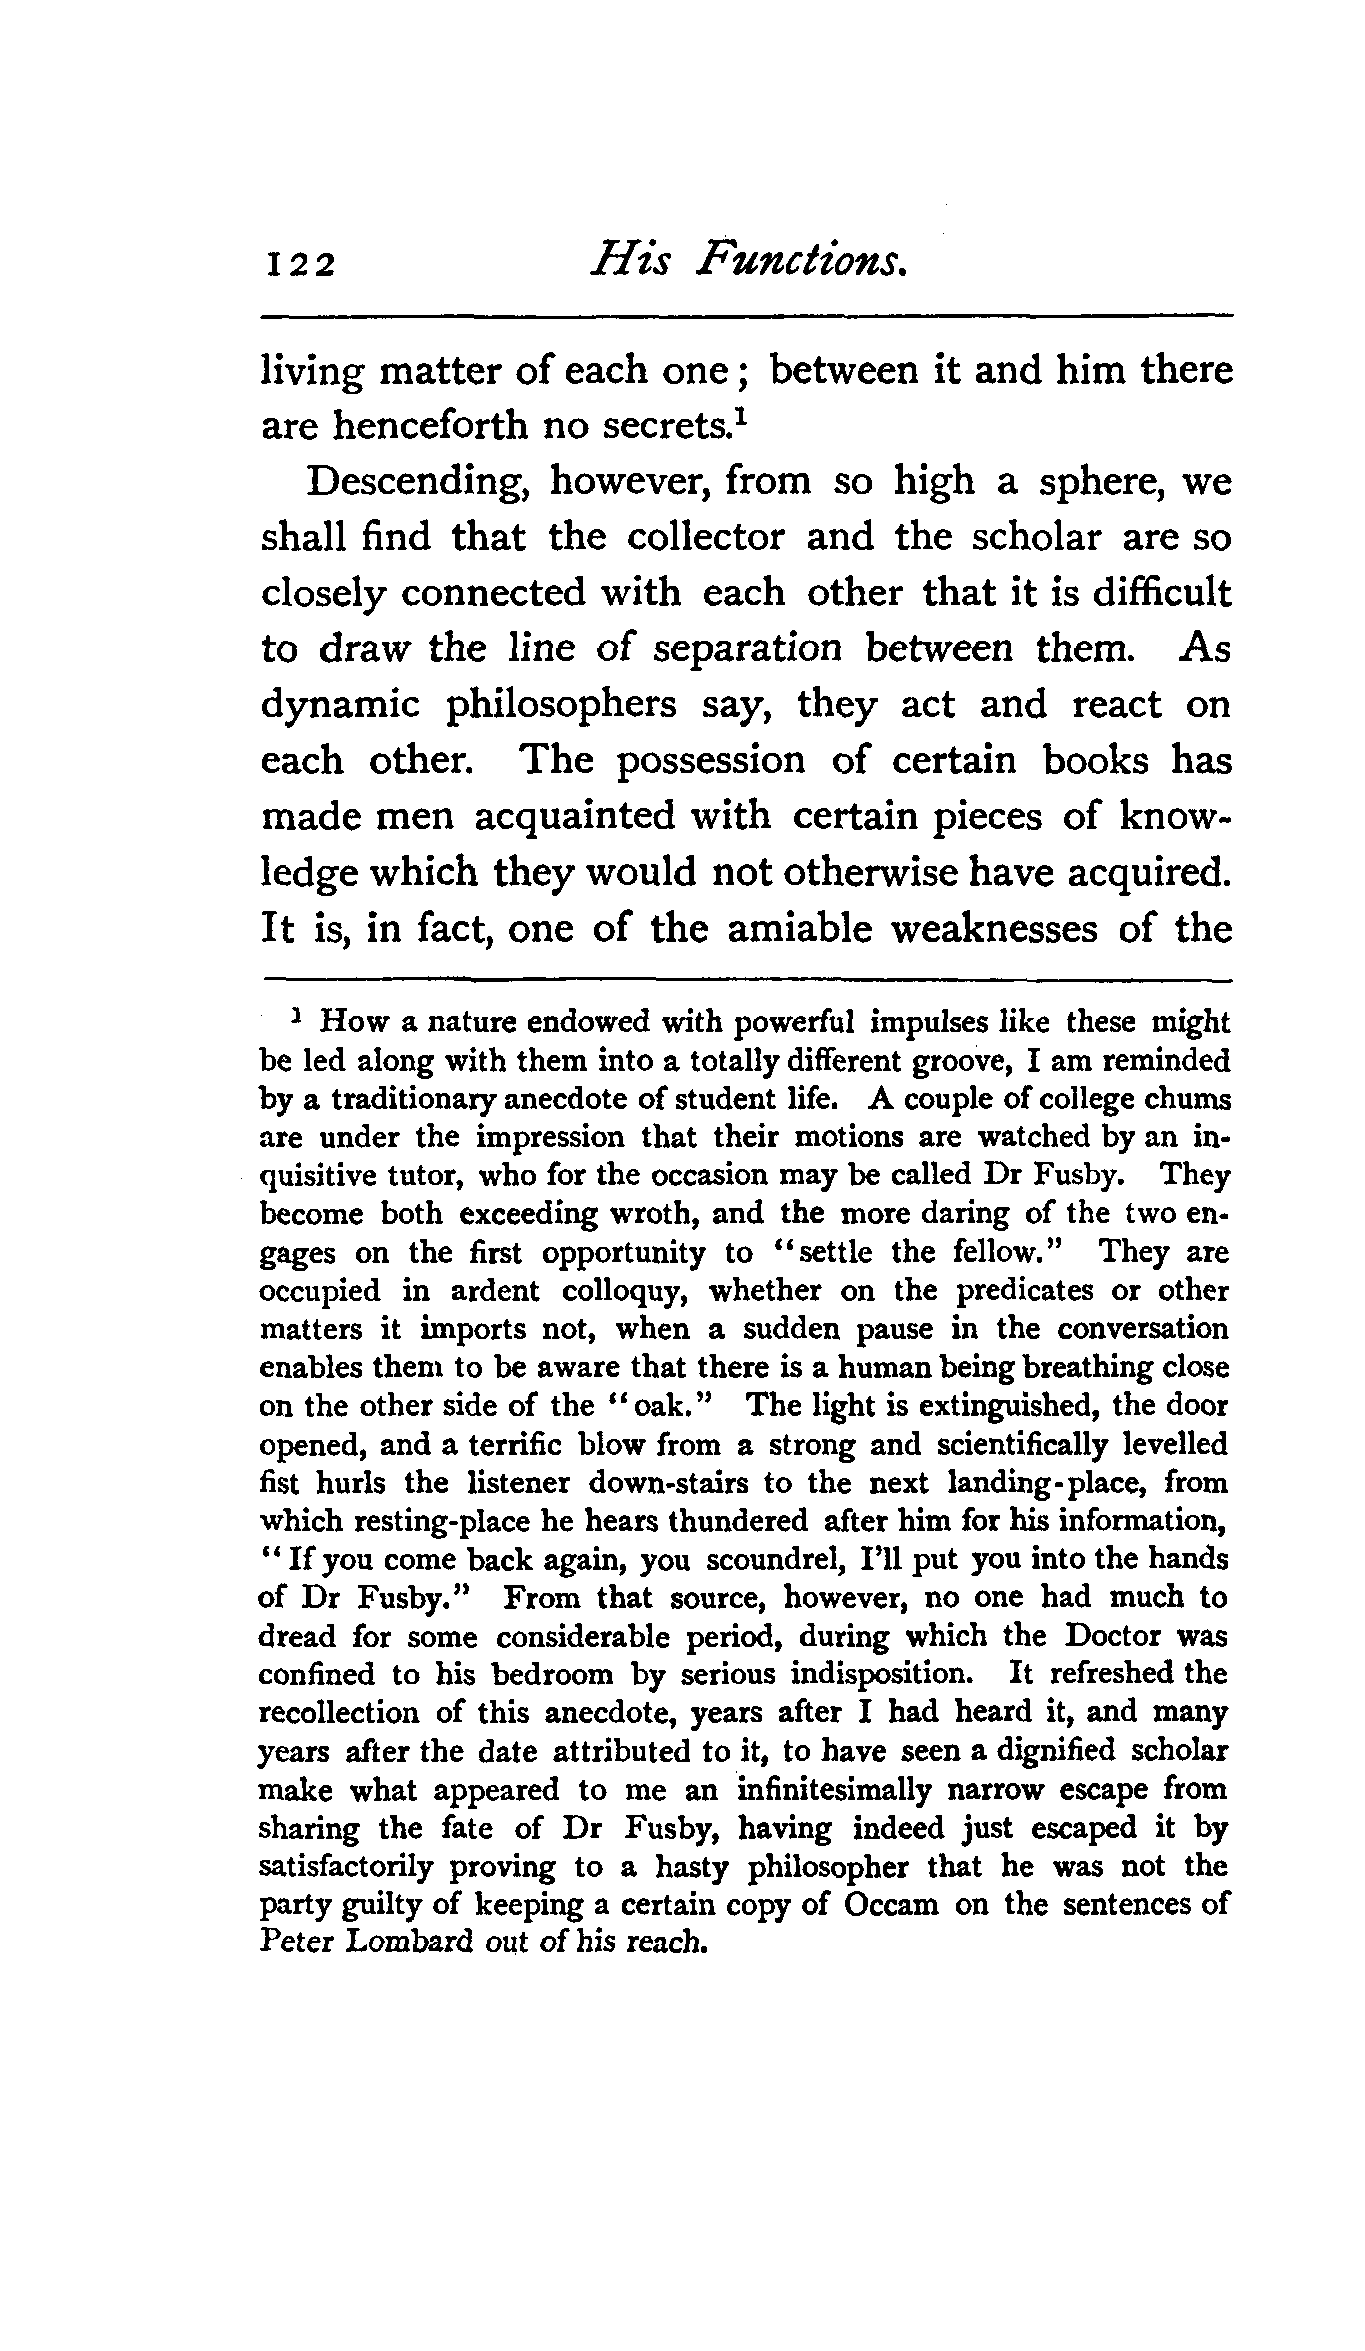 122 His Functions.
living matter of each one; between it and him there
are henceforth no secrets.¹
Descending, however, from so high a sphere, we
shall find that the collector and the scholar are so
closely connected with each other that it is difficult
to draw the line of separation between them. As
dynamic philosophers say, they act and react on
each other. The possession of certain books has
made men acquainted with certain pieces of know-
ledge which they would not otherwise have acquired.
It is, in fact, one of the amiable weaknesses of the
¹ How a nature endowed with powerful impulses like these might
be led along with them into a totally different groove, I am reminded
by a traditionary anecdote of student life. A couple of college chums
are under the impression that their motions are watched by an in-
quisitive tutor, who for the occasion may be called Dr Fusby. They
become both exceeding wroth, and the more daring of the two en-
gages on the first opportunity to "settle the fellow." They are
occupied in ardent colloquy, whether on the predicates or other
matters it imports not, when a sudden pause in the conversation
enables them to be aware that there is a human being breathing close
on the other side of the "oak." The light is extinguished, the door
opened, and a terrific blow from a strong and scientifically levelled
fist hurls the listener down-stairs to the next landing-place, from
which resting-place he hears thundered after him for his information,
"If you come back again, you scoundrel, I'll put you into the hands
of Dr Fusby." From that source, however, no one had much to
dread for some considerable period, during which the Doctor was
confined to his bedroom by serious indisposition. It refreshed the
recollection of this anecdote, years after I had heard it, and many
years after the date attributed to it, to have seen a dignified scholar
make what appeared to me an infinitesimally narrow escape from
sharing the fate of Dr Fusby, having indeed just escaped it by
satisfactorily proving to a hasty philosopher that he was not the
party guilty of keeping a certain copy of Occam on the sentences of
Peter Lombard out of his reach.